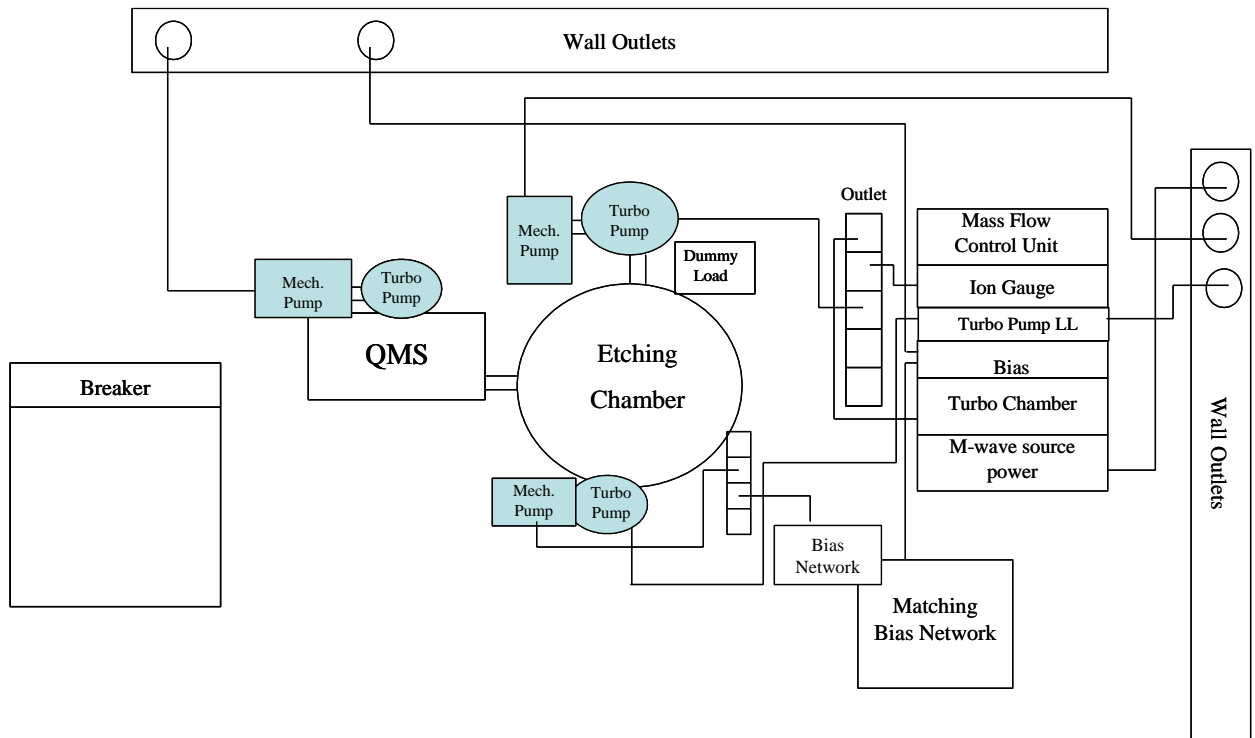 Wall Outlets
Outlet
Mech.
Pump
Turbo
Pump
Dummy
Load
Mass Flow
Control Unit
Ion Gauge
Turbo Pump LL
Bias
Turbo Chamber
M-wave source
power
Wall Outlets
Mech.
Pump
Turbo
Pump
QMS
Etching
Chamber
Breaker
Mech.
Pump
Turbo
Pump
Bias
Network
Matching
Bias Network